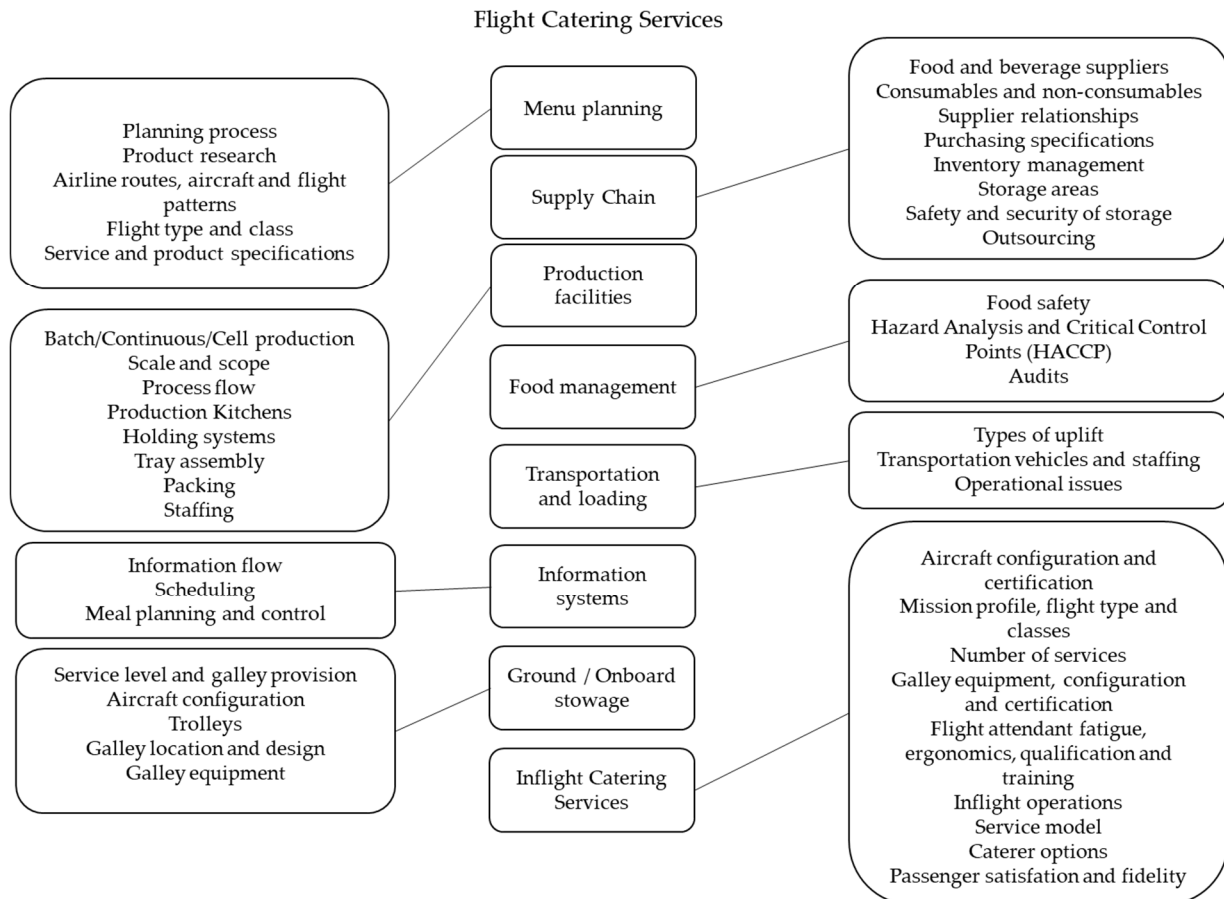 Flight Catering Services
Planning process
Product research
Airline routes, aircraft and flight
patterns
Flight type and class
Service and product specifications
Batch/Continuous/Cell production
Scale and scope
Process flow
Production Kitchens
Holding systems
Tray assembly
Packing
Staffing
Information flow
Scheduling
Meal planning and control
Service level and galley provision
Aircraft configuration
Trolleys
Galley location and design
Galley equipment
Menu planning
Supply Chain
Production
facilities
Food management
Transportation
and loading
Information
systems
Ground / Onboard
stowage
Inflight Catering
Services
Food and beverage suppliers
Consumables and non-consumables
Supplier relationships
Purchasing specifications
Inventory management
Storage areas
Safety and security of storage
Outsourcing
Food safety
Hazard Analysis and Critical Control
Points (HACCP)
Audits
Types of uplift
Transportation vehicles and staffing
Operational issues
Aircraft configuration and
certification
Mission profile, flight type and
classes
Number of services
Galley equipment, configuration
and certification
Flight attendant fatigue,
ergonomics, qualification and
training
Inflight operations
Service model
Caterer options
Passenger satisfation and fidelity